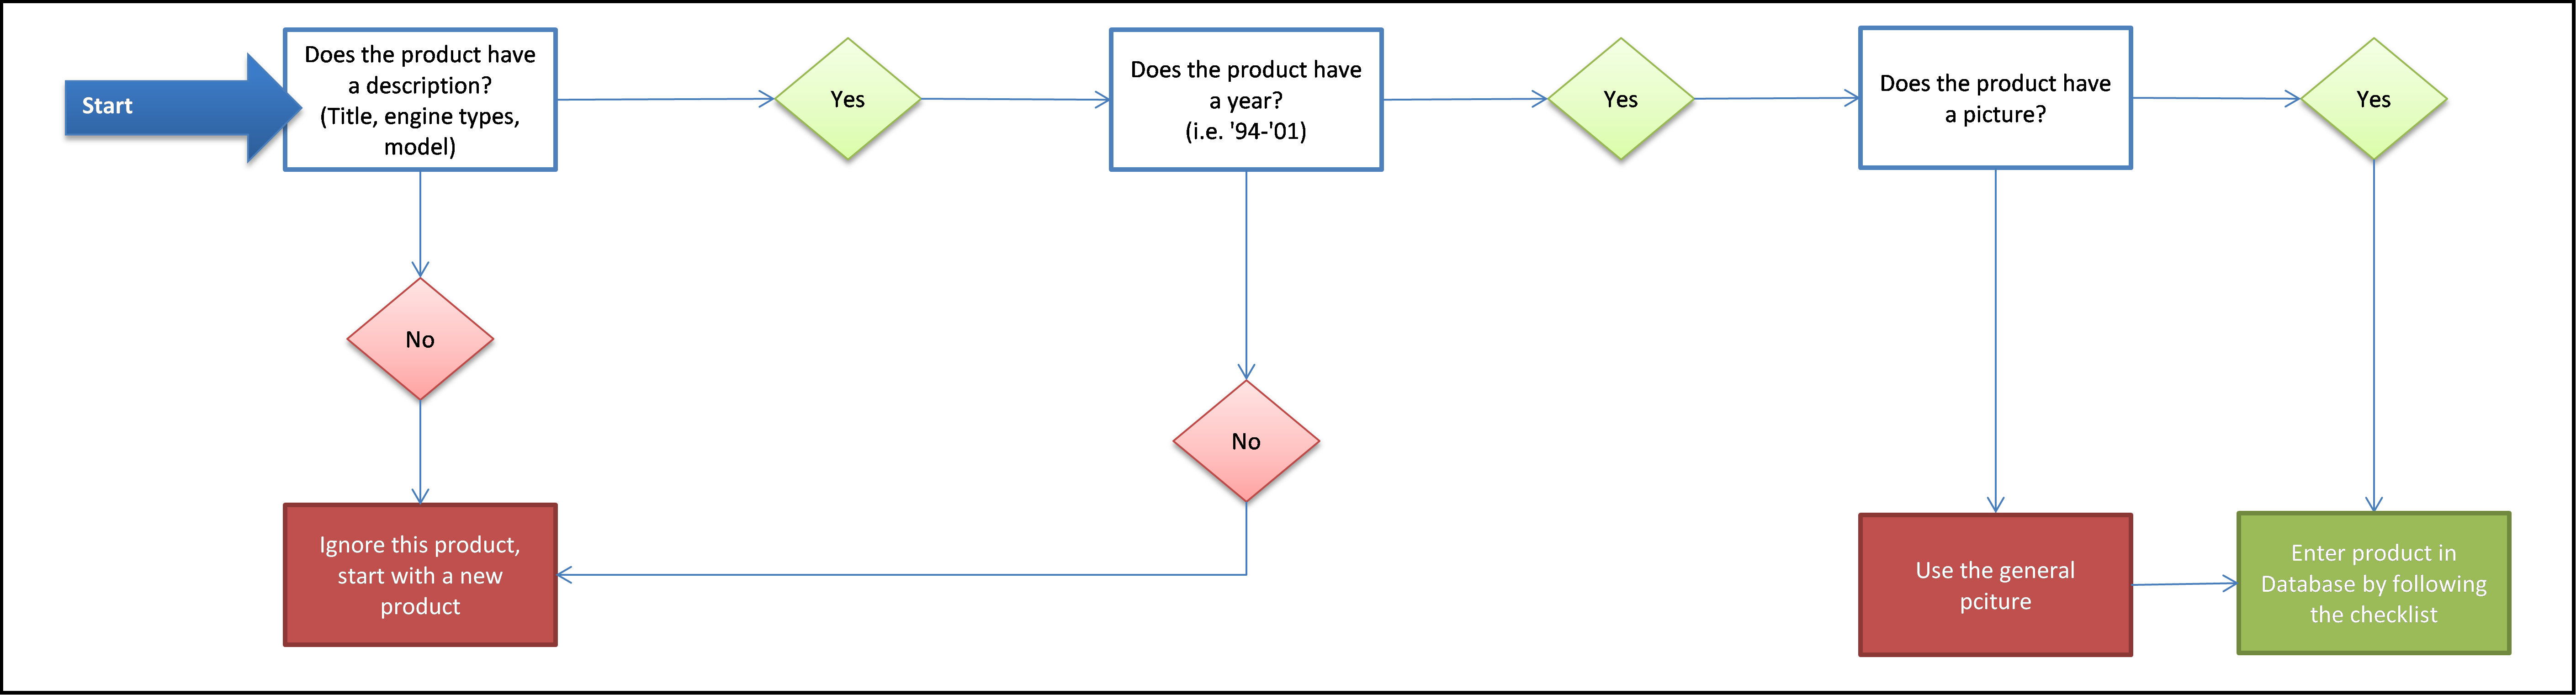 Start
Does the product have
a description?
(Title, engine types,
model)
Yes
Does the product have
a year?
(i.e. '94-'01)
Yes
Does the product have
a picture?
Yes
No
No
Ignore this product,
start with a new
product
Use the general
pciture
Enter product in
Database by following
the checklist